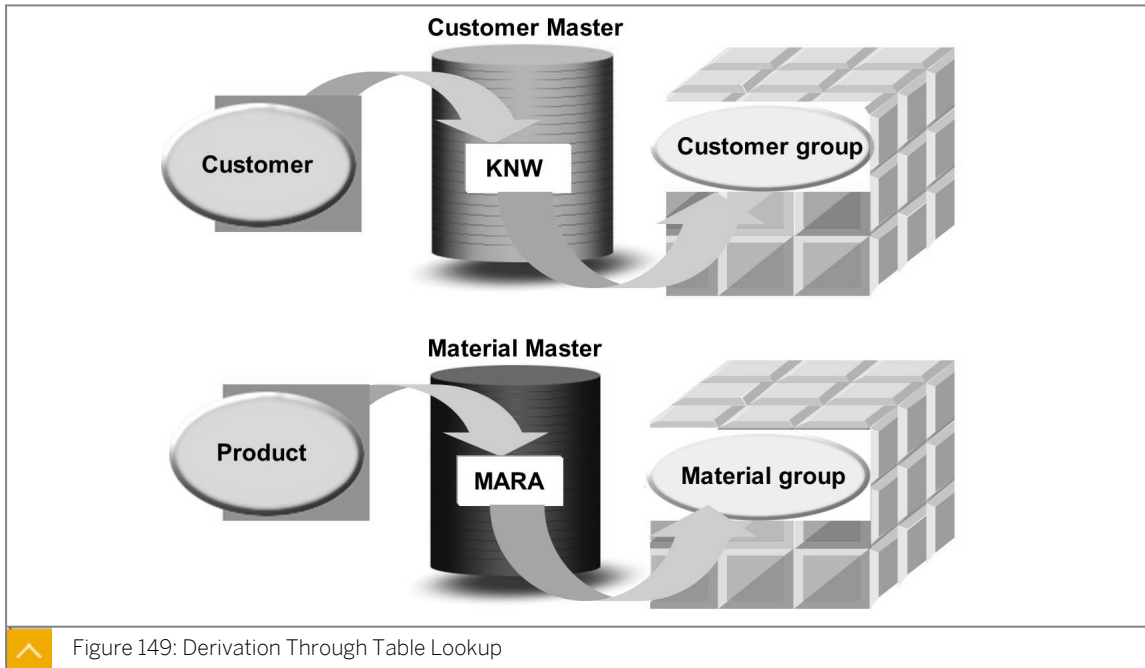 Customer Master
Customer
KNW
Customer group
Material Master
Product
MARA
Material group
Figure 149: Derivation Through Table Lookup